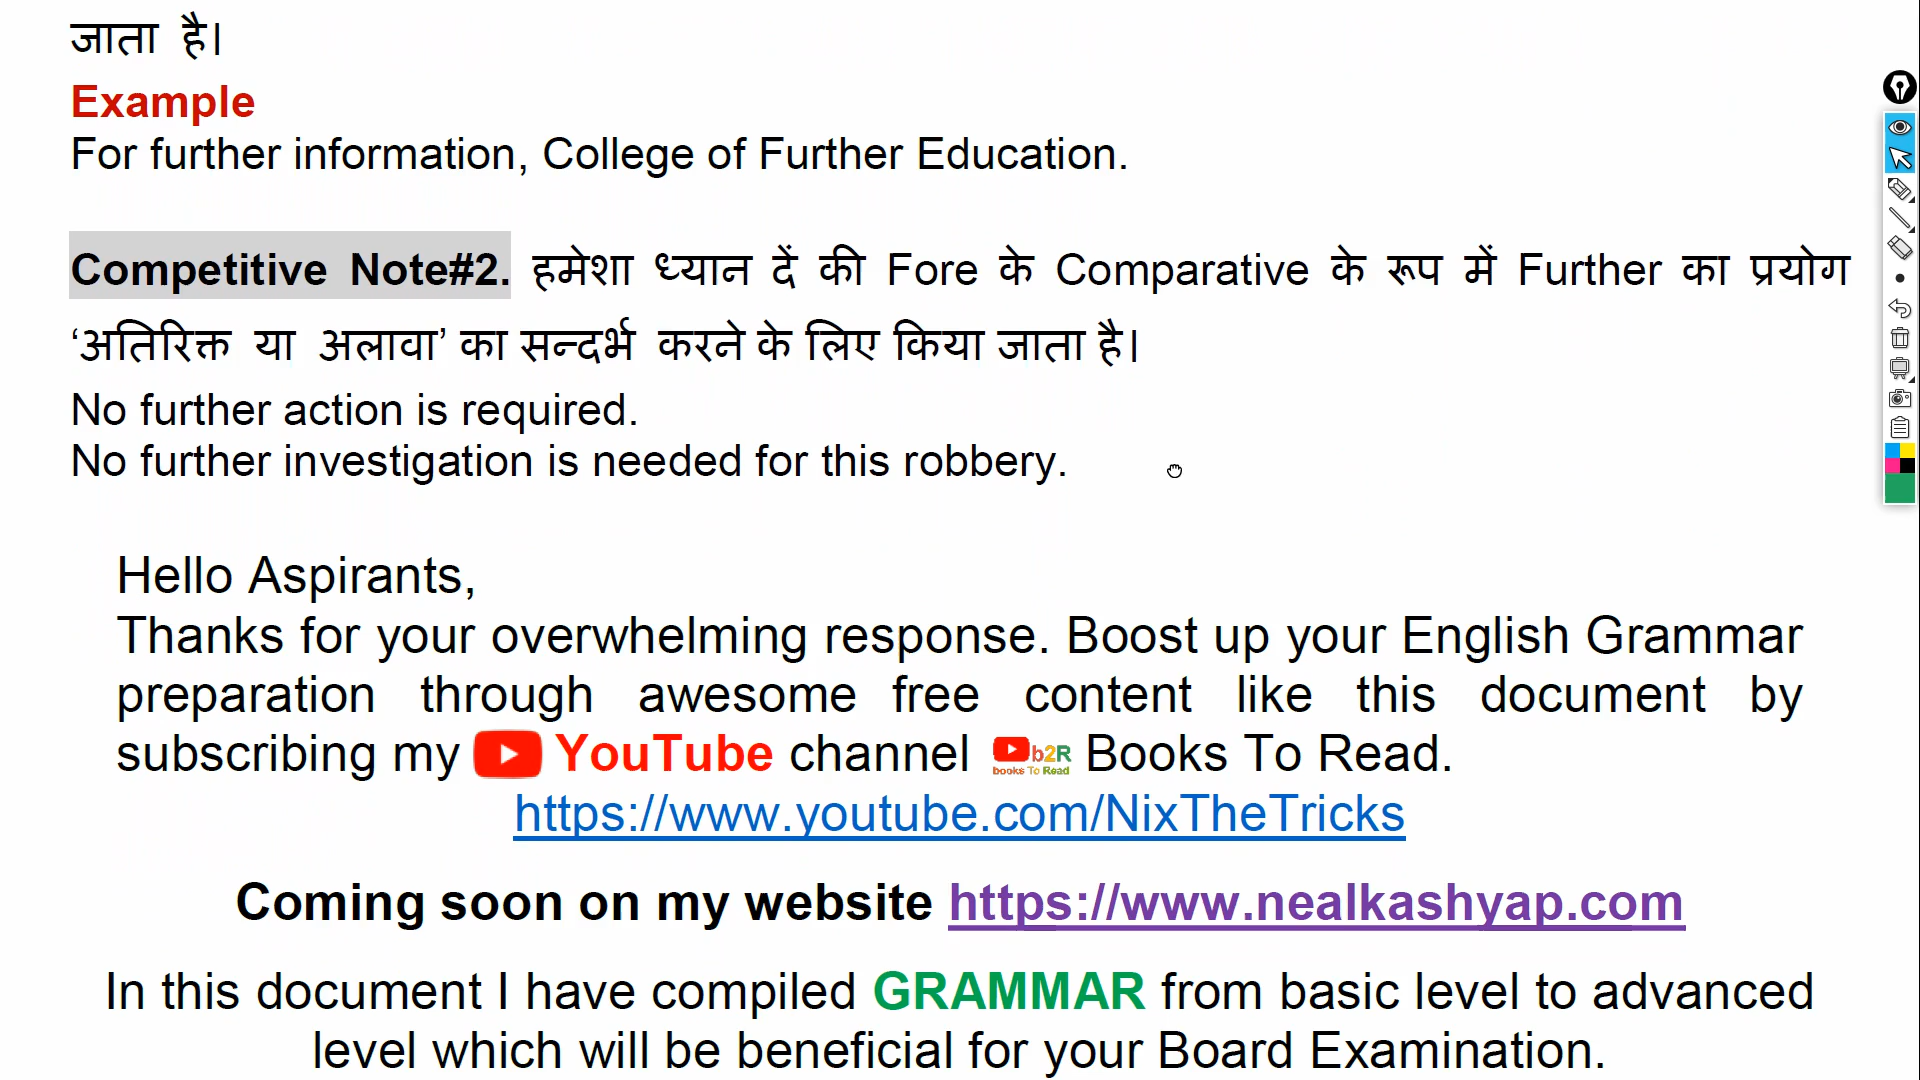 जाता है।
Example
For further information, College of Further Education.
Competitive Note#2. हमेशा ध्यान दें की Fore के Comparative के रूप में Further का प्रयोग
‘अतिरिक्त या अलावा’ का सन्दर्भ करने के लिए किया जाता है।
No further action is required.
No further investigation is needed for this robbery.
Hello Aspirants,
Thanks for your overwhelming response. Boost up your English Grammar
preparation through awesome free content like this document by
subscribing my YouTube channel b2R books To Read Books To Read.
https://www.youtube.com/NixTheTricks
Coming soon on my website https://www.nealkashyap.com
In this document I have compiled GRAMMAR from basic level to advanced
level which will be beneficial for your Board Examination.